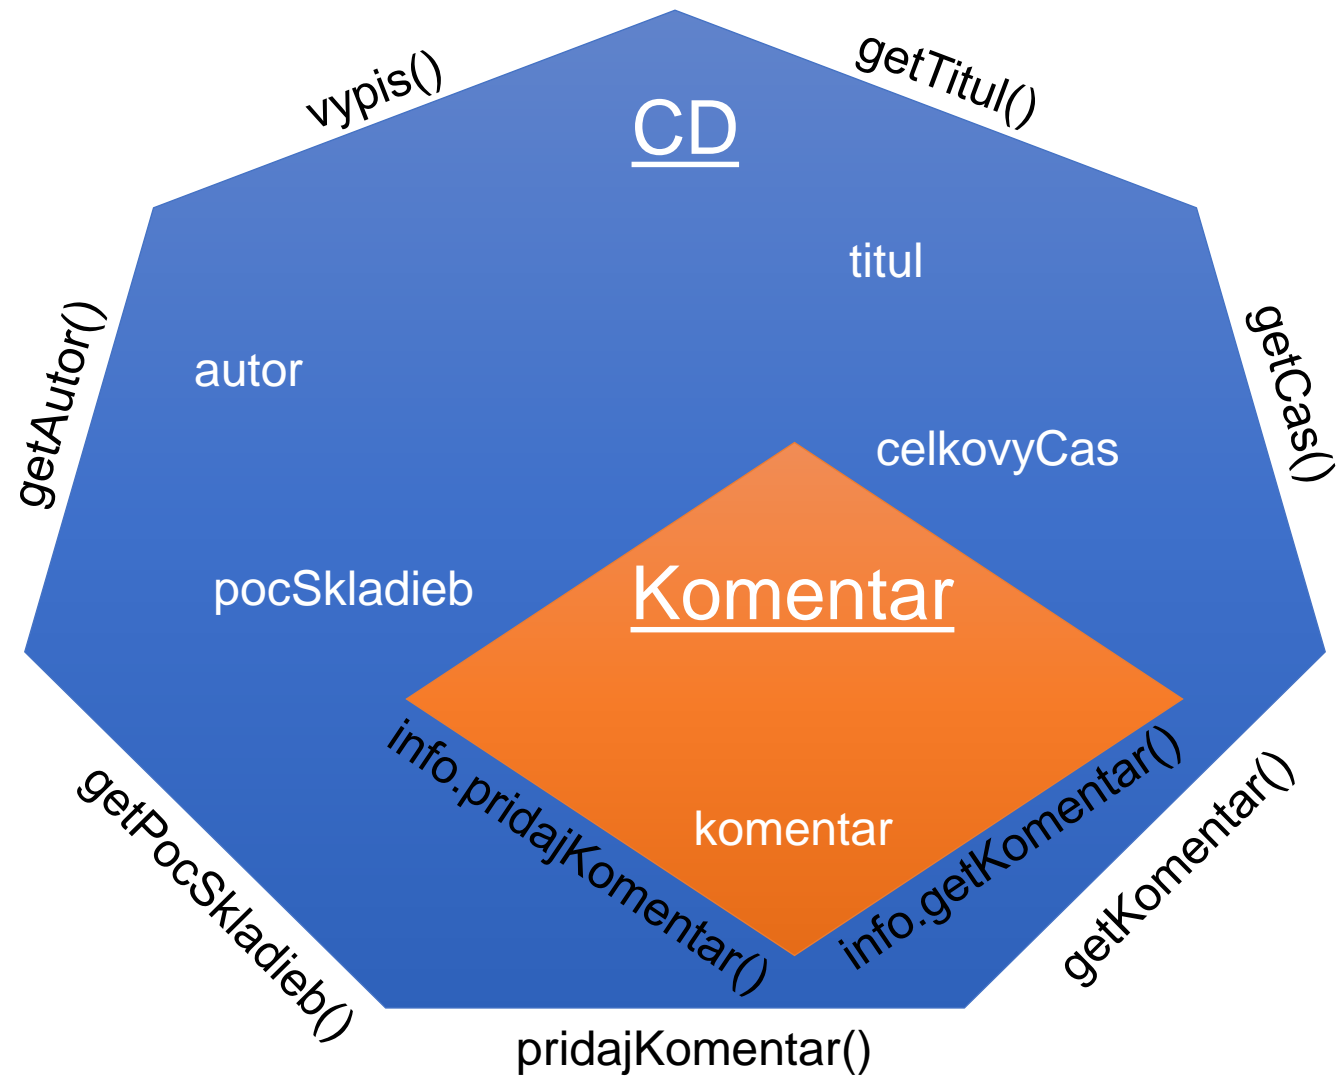 vypis()
getTitul()
CD
titul
getAutor()
autor
getCas()
celkovyCas
pocSkladieb
Komentar
info.pridajKomentar()
komentar
info.getKomentar()
getPocSkladieb()
getKomentar()
pridajKomentar()